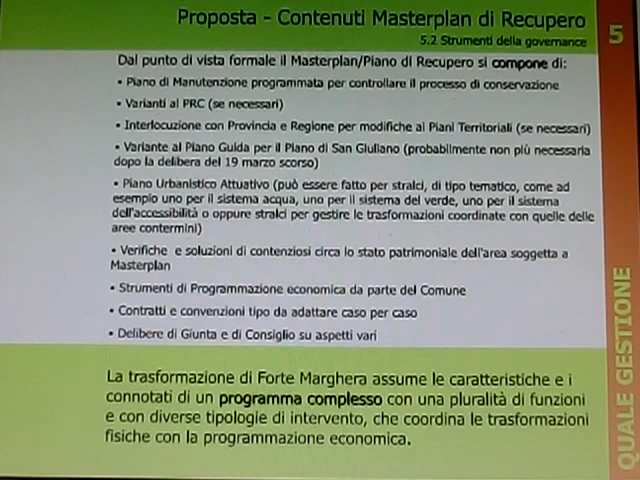 Proposta - Contenuti Masterplan di Recupero
5.2 Strumenti della governance
5
Dal punto di vista formale il Masterplan/Piano di Recupero si compone di:
• Piano di Manutenzione programmata per controllare il processo di conservazione
• Varianti al PRC (se necessari)
• Interlocuzione con Provincia e Regione per modifiche ai Piani Territoriali (se necessari)
• Variante al Piano Guida per il Piano di San Giuliano (probabilmente non più necessaria
dopo la delibera del 19 marzo scorso)
• Piano Urbanistico Attuativo (può essere fatto per stralci, di tipo tematico, come ad
esempio uno per il sistema acqua, uno per il sistema del verde, uno per il sistema
dell'accessibilità o oppure stralci per gestire le trasformazioni coordinate con quelle delle
aree contermini)
• Verifiche e soluzioni di contenziosi circa lo stato patrimoniale dell'area soggetta a
Masterplan
• Strumenti di Programmazione economica da parte del Comune
• Contratti e convenzioni tipo da adattare caso per caso
• Delibere di Giunta e di Consiglio su aspetti vari
La trasformazione di Forte Marghera assume le caratteristiche e i
connotati di un programma complesso con una pluralità di funzioni
e con diverse tipologie di intervento, che coordina le trasformazioni
fisiche con la programmazione economica.
QUALE GESTIONE